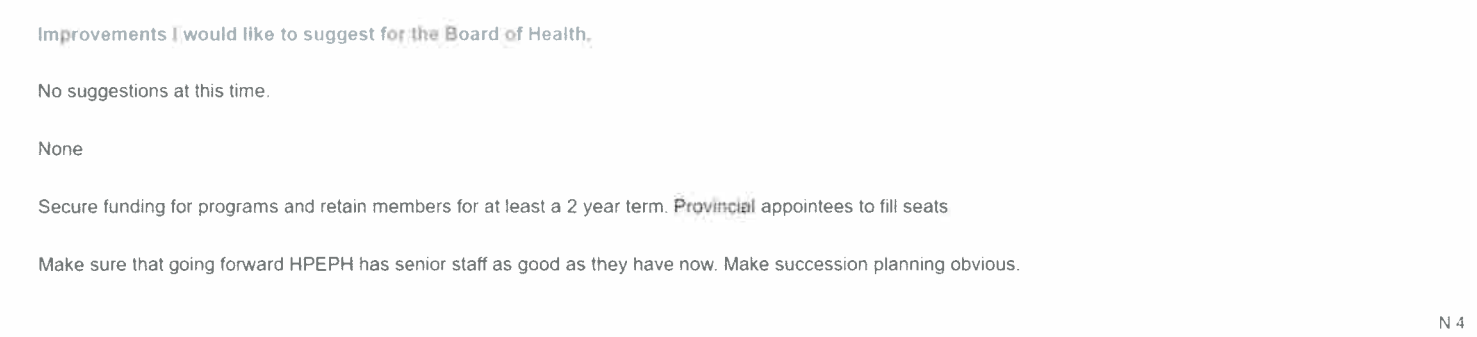 Improvements I would like to suggest for the Board of Health.
No suggestions at this time.
None
Secure funding for programs and retain members for at least a 2 year term. Provincial appointees to fill seats
Make sure that going forward HPEPH has senior staff as good as they have now. Make succession planning obvious.
N 4